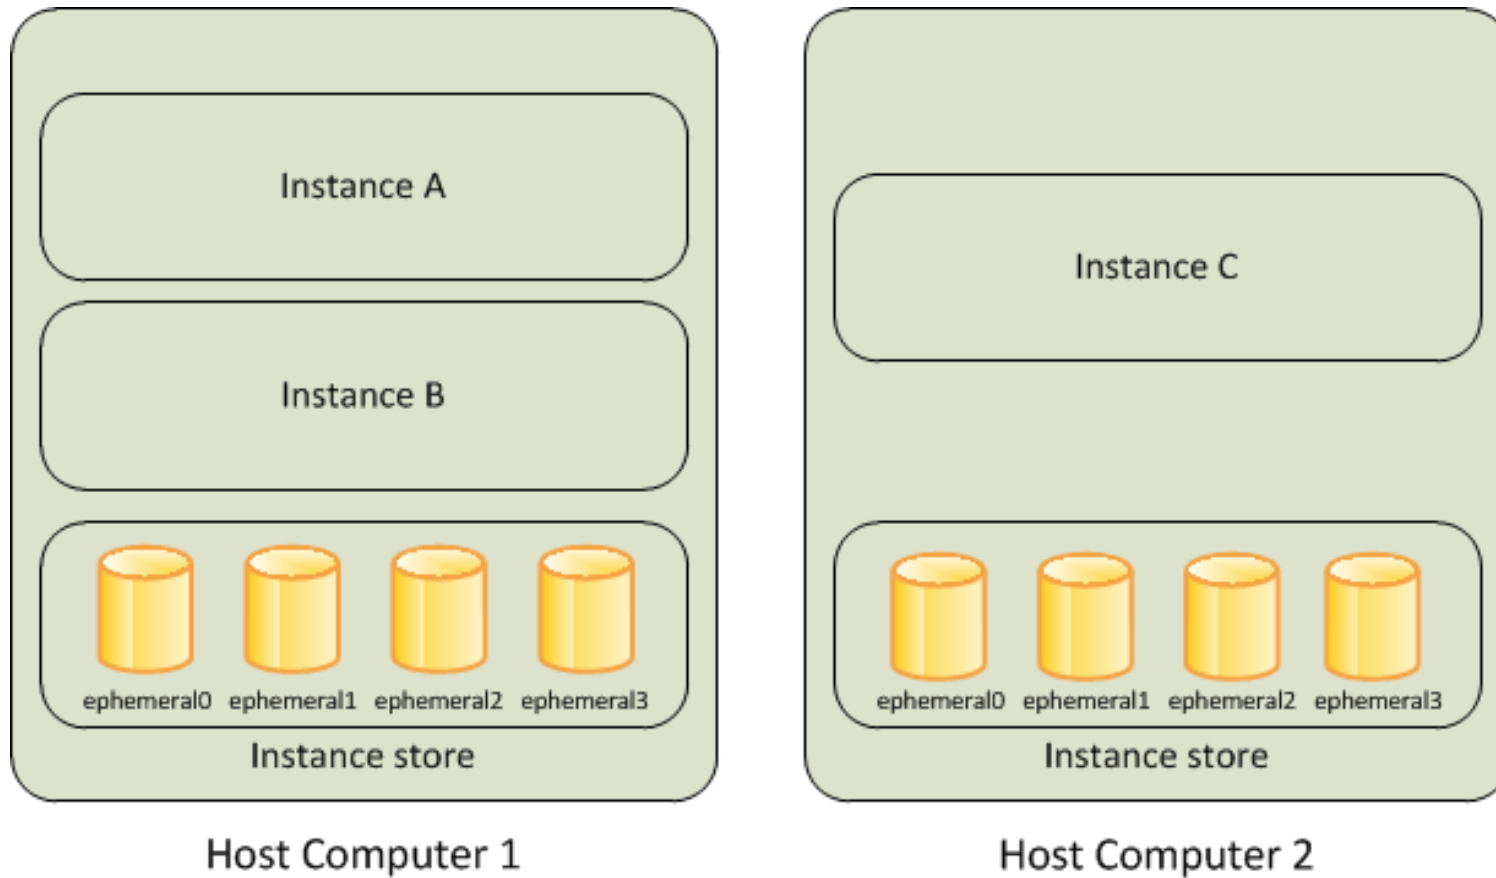 Instance A
Instance B
ephemeral0 ephemeral1 ephemeral2 ephemeral3
Instance store
Host Computer 1
Instance C
ephemeral0 ephemeral1 ephemeral2 ephemeral3
Instance store
Host Computer 2